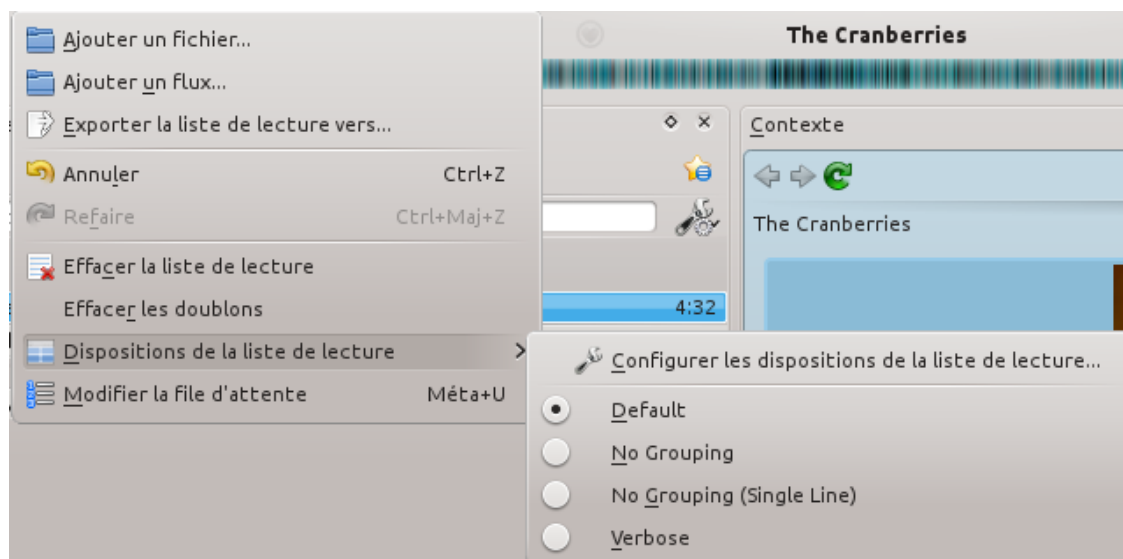 Ajouter un fichier...
Ajouter un flux...
Exporter la liste de lecture vers...
Annuler Ctrl+Z
Refaire Ctrl+Maj+Z
Effacer la liste de lecture
Effacer les doublons
Dispositions de la liste de lecture
Modifier la file d'attente Méta+U
Configurer les dispositions de la liste de lecture...
Default
No Grouping
No Grouping (Single Line)
Verbose
4:32
The Cranberries
Contexte
The Cranberries